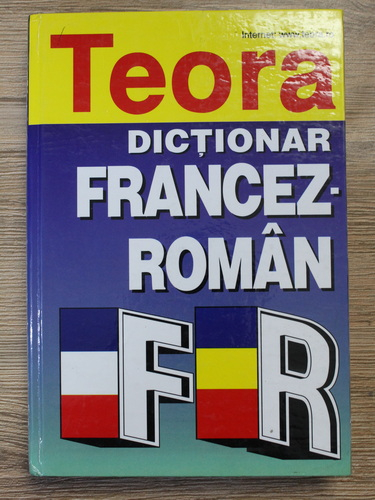 Internet: www.teora.ro
Teora
DICȚIONAR
FRANCEZ-
ROMÂN
F R